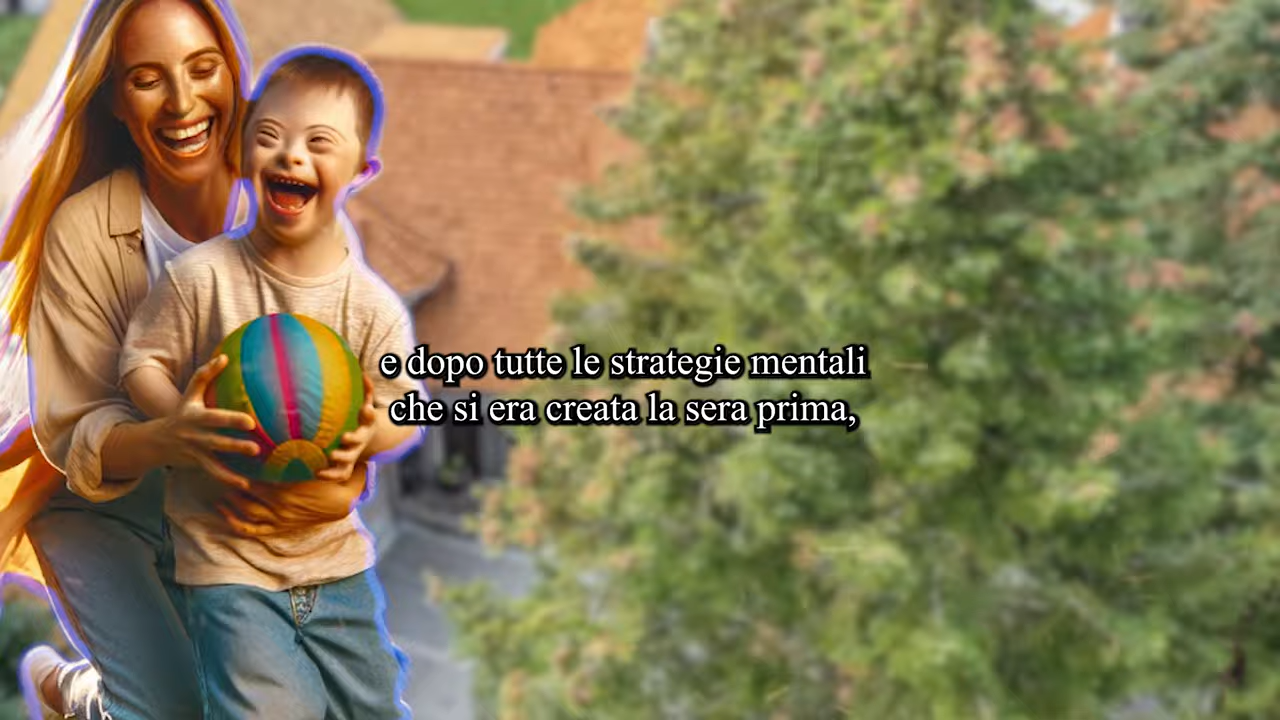 e dopo tutte le strategie mentali
che si era creata la sera prima,